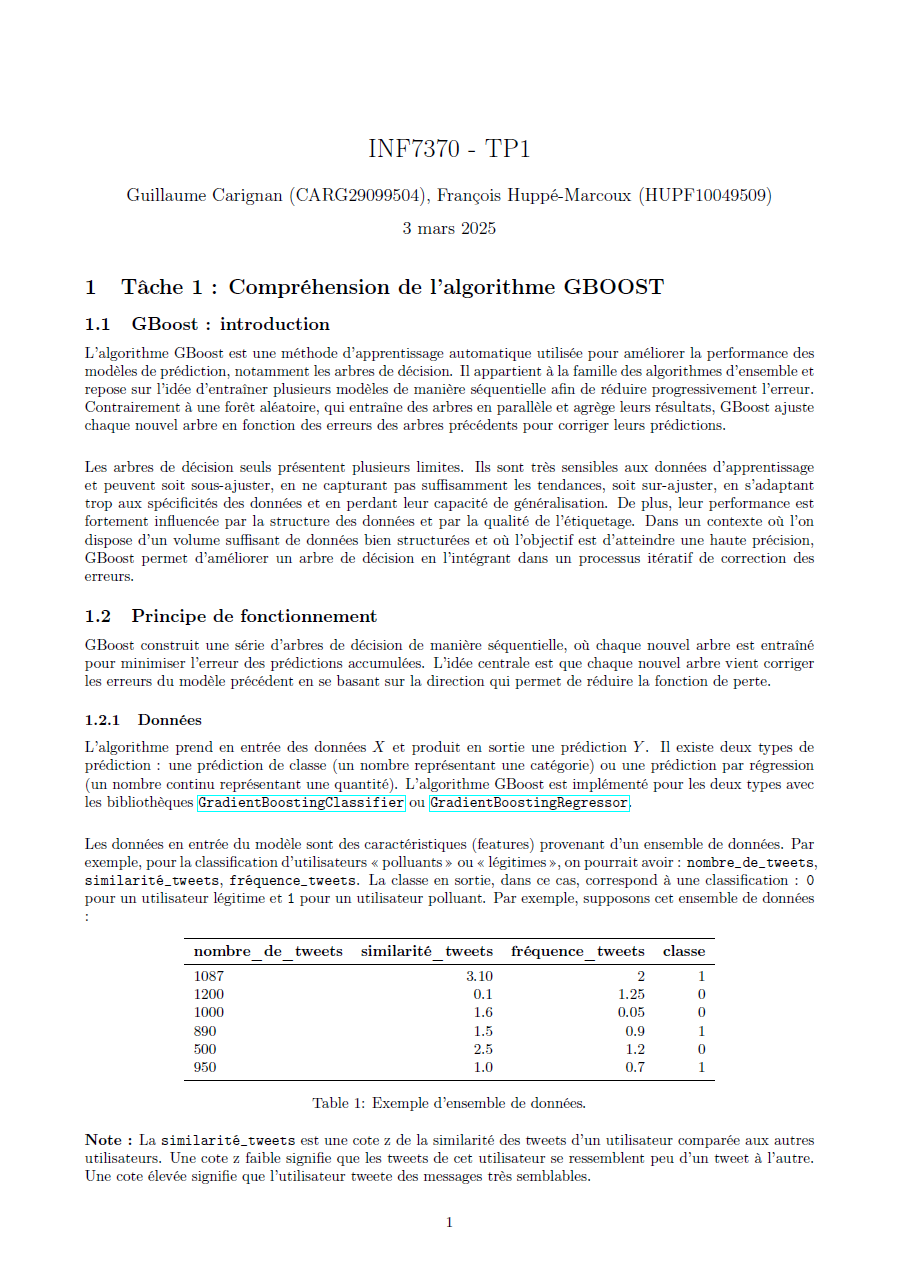 INF7370 - TP1
Guillaume Carignan (CARG29099504), François Huppé-Marcoux (HUPF10049509)
3 mars 2025
1 Tâche 1 : Compréhension de l'algorithme GBOOST
1.1 GBoost : introduction
L'algorithme GBoost est une méthode d'apprentissage automatique utilisée pour améliorer la performance des
modèles de prédiction, notamment les arbres de décision. Il appartient à la famille des algorithmes d'ensemble et
repose sur l'idée d'entraîner plusieurs modèles de manière séquentielle afin de réduire progressivement l'erreur.
Contrairement à une forêt aléatoire, qui entraîne des arbres en parallèle et agrège leurs résultats, GBoost ajuste
chaque nouvel arbre en fonction des erreurs des arbres précédents pour corriger leurs prédictions.
Les arbres de décision seuls présentent plusieurs limites. Ils sont très sensibles aux données d'apprentissage
et peuvent soit sous-ajuster, en ne capturant pas suffisamment les tendances, soit sur-ajuster, en s'adaptant
trop aux spécificités des données et en perdant leur capacité de généralisation. De plus, leur performance est
fortement influencée par la structure des données et par la qualité de l'étiquetage. Dans un contexte où l'on
dispose d'un volume suffisant de données bien structurées et où l'objectif est d'atteindre une haute précision,
GBoost permet d'améliorer un arbre de décision en l'intégrant dans un processus itératif de correction des
erreurs.
1.2 Principe de fonctionnement
GBoost construit une série d'arbres de décision de manière séquentielle, où chaque nouvel arbre est entraîné
pour minimiser l'erreur des prédictions accumulées. L'idée centrale est que chaque nouvel arbre vient corriger
les erreurs du modèle précédent en se basant sur la direction qui permet de réduire la fonction de perte.
1.2.1 Données
L'algorithme prend en entrée des données X et produit en sortie une prédiction Y. Il existe deux types de
prédiction : une prédiction de classe (un nombre représentant une catégorie) ou une prédiction par régression
(un nombre continu représentant une quantité). L'algorithme GBoost est implémenté pour les deux types avec
les bibliothèques GradientBoostingClassifier ou GradientBoostingRegressor.
Les données en entrée du modèle sont des caractéristiques (features) provenant d'un ensemble de données. Par
exemple, pour la classification d'utilisateurs « polluants » ou « légitimes », on pourrait avoir : nombre_de_tweets,
similarité_tweets, fréquence_tweets. La classe en sortie, dans ce cas, correspond à une classification : 0
pour un utilisateur légitime et 1 pour un utilisateur polluant. Par exemple, supposons cet ensemble de données
:
nombre_de_tweets similarité_tweets fréquence_tweets classe
1087 3.10 2 1
1200 0.1 1.25 0
1000 1.6 0.05 0
890 1.5 0.9 1
500 2.5 1.2 0
950 1.0 0.7 1
Table 1: Exemple d'ensemble de données.
Note : La similarité_tweets est une cote z de la similarité des tweets d'un utilisateur comparée aux autres
utilisateurs. Une cote z faible signifie que les tweets de cet utilisateur se ressemblent peu d'un tweet à l'autre.
Une cote élevée signifie que l'utilisateur tweete des messages très semblables.
1